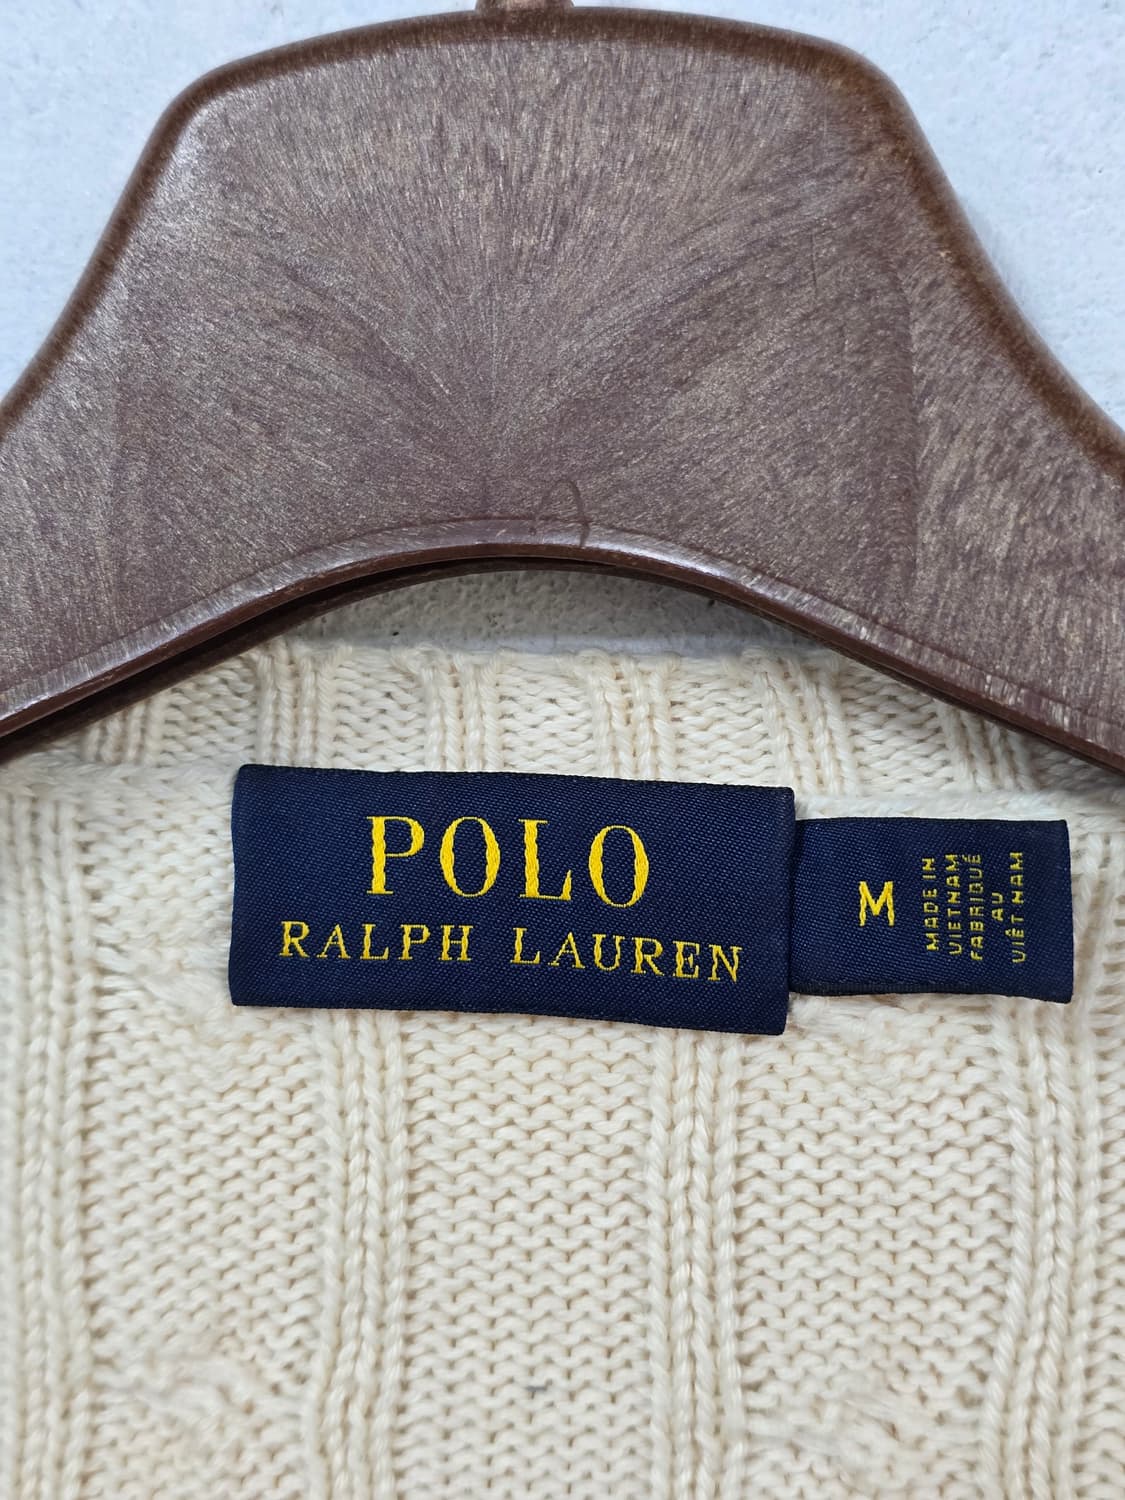 POLO
RALPH LAUREN
M
MADE IN
VIETNAM
FABRIQUÉ
AU
VIÊT NAM